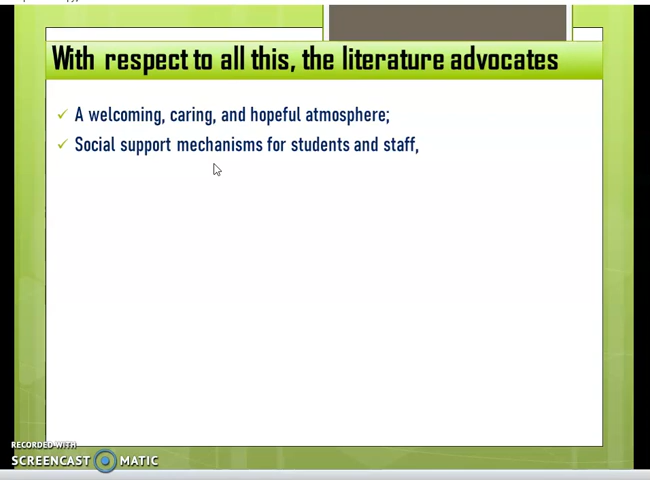 With respect to all this, the literature advocates
A welcoming, caring, and hopeful atmosphere;
Social support mechanisms for students and staff,
RECORDED WITH
SCREENCAST MATIC